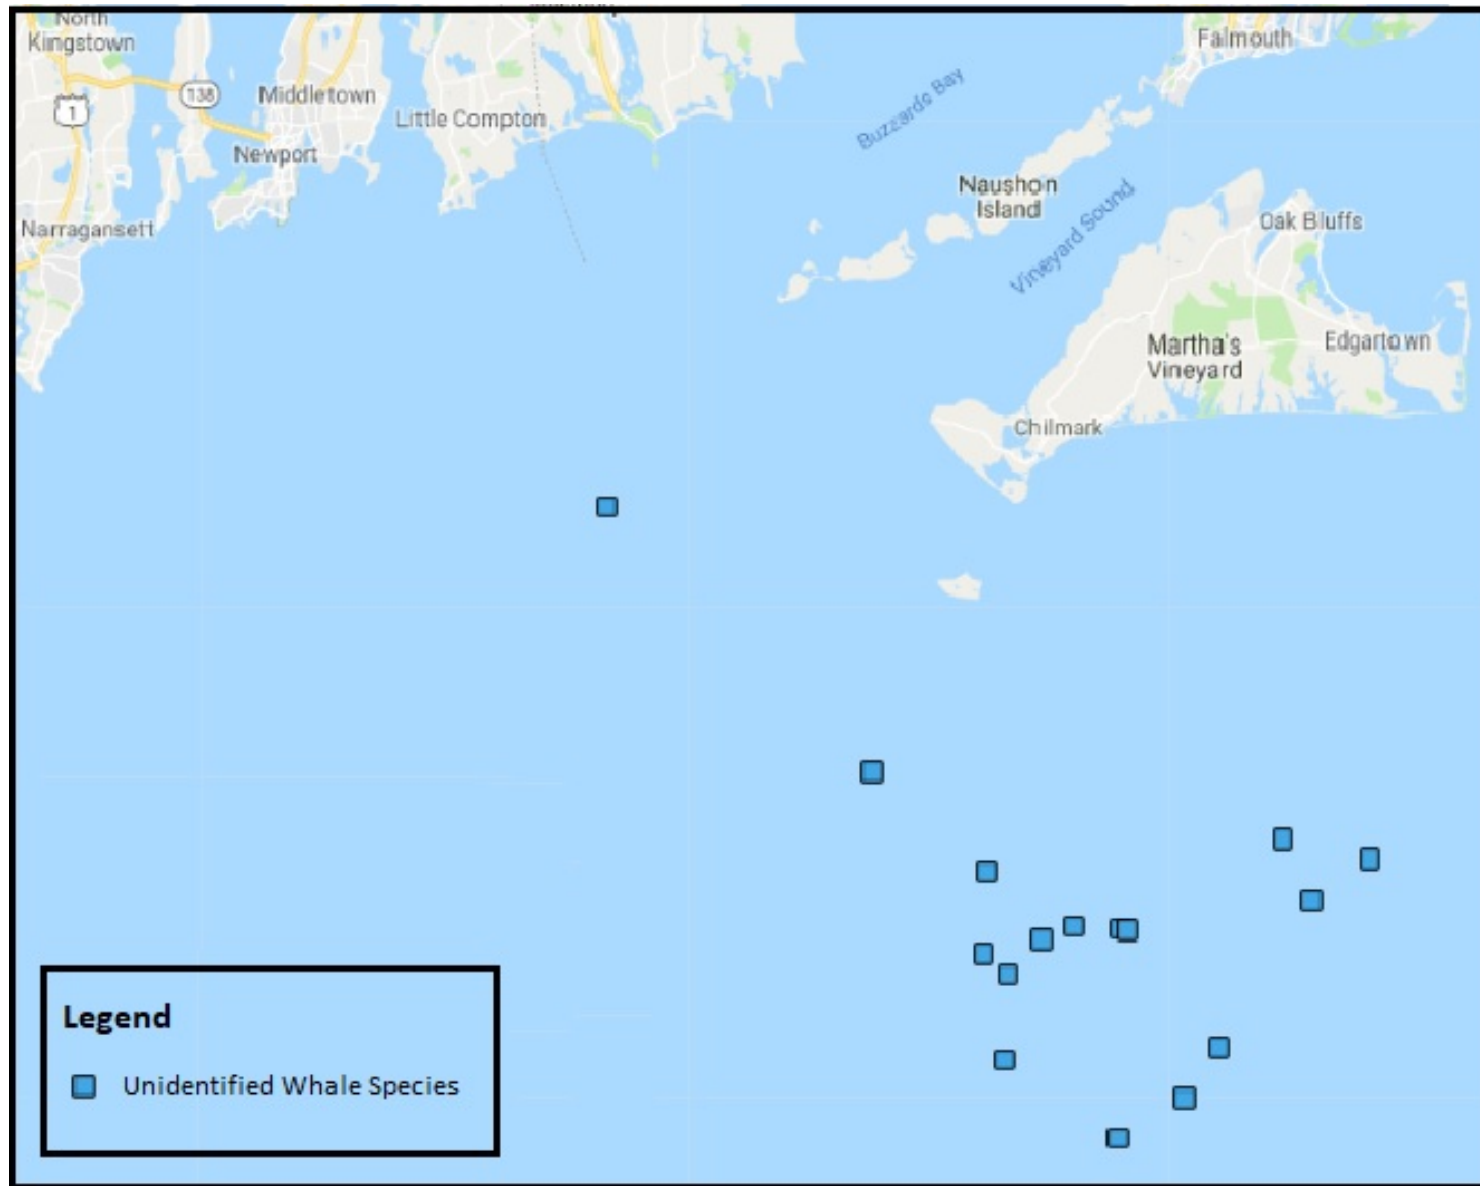 North
Kingstown
1
138
Middletown
Newport
Little Compton
Narragansett
Buzzards Bay
Falmouth
Naushon
Island
Vineyard Sound
Oak Bluffs
Martha's
Vineyard
Edgartown
Chilmark
Legend
Unidentified Whale Species